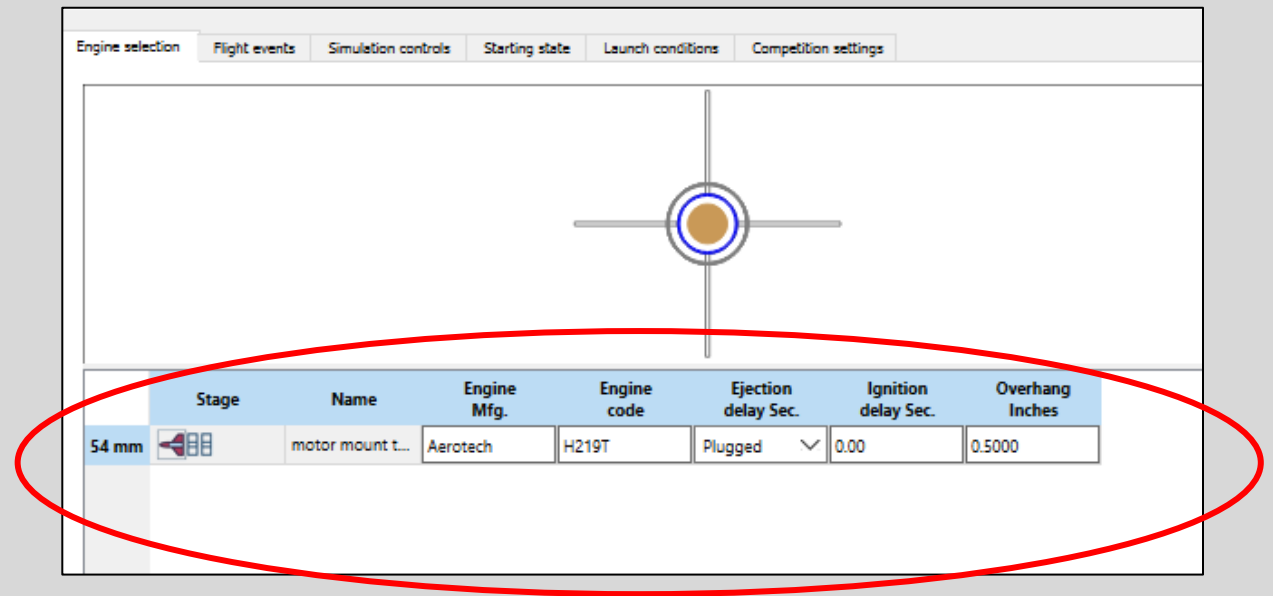 Engine selection Flight events Simulation controls Starting state Launch conditions Competition settings
Stage Name Engine Mfg. Engine code Ejection delay Sec. Ignition delay Sec. Overhang Inches
54 mm motor mount t... Aerotech H219T Plugged 0.00 0.5000